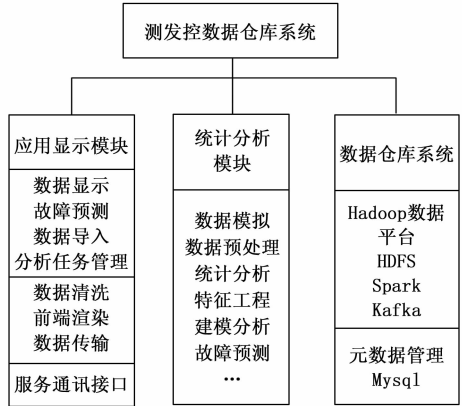 测发控数据仓库系统
应用显示模块
数据显示
故障预测
数据导入
分析任务管理
数据清洗
前端渲染
数据传输
服务通讯接口
统计分析
模块
数据模拟
数据预处理
统计分析
特征工程
建模分析
故障预测
…
数据仓库系统
Hadoop数据
平台
HDFS
Spark
Kafka
元数据管理
Mysql